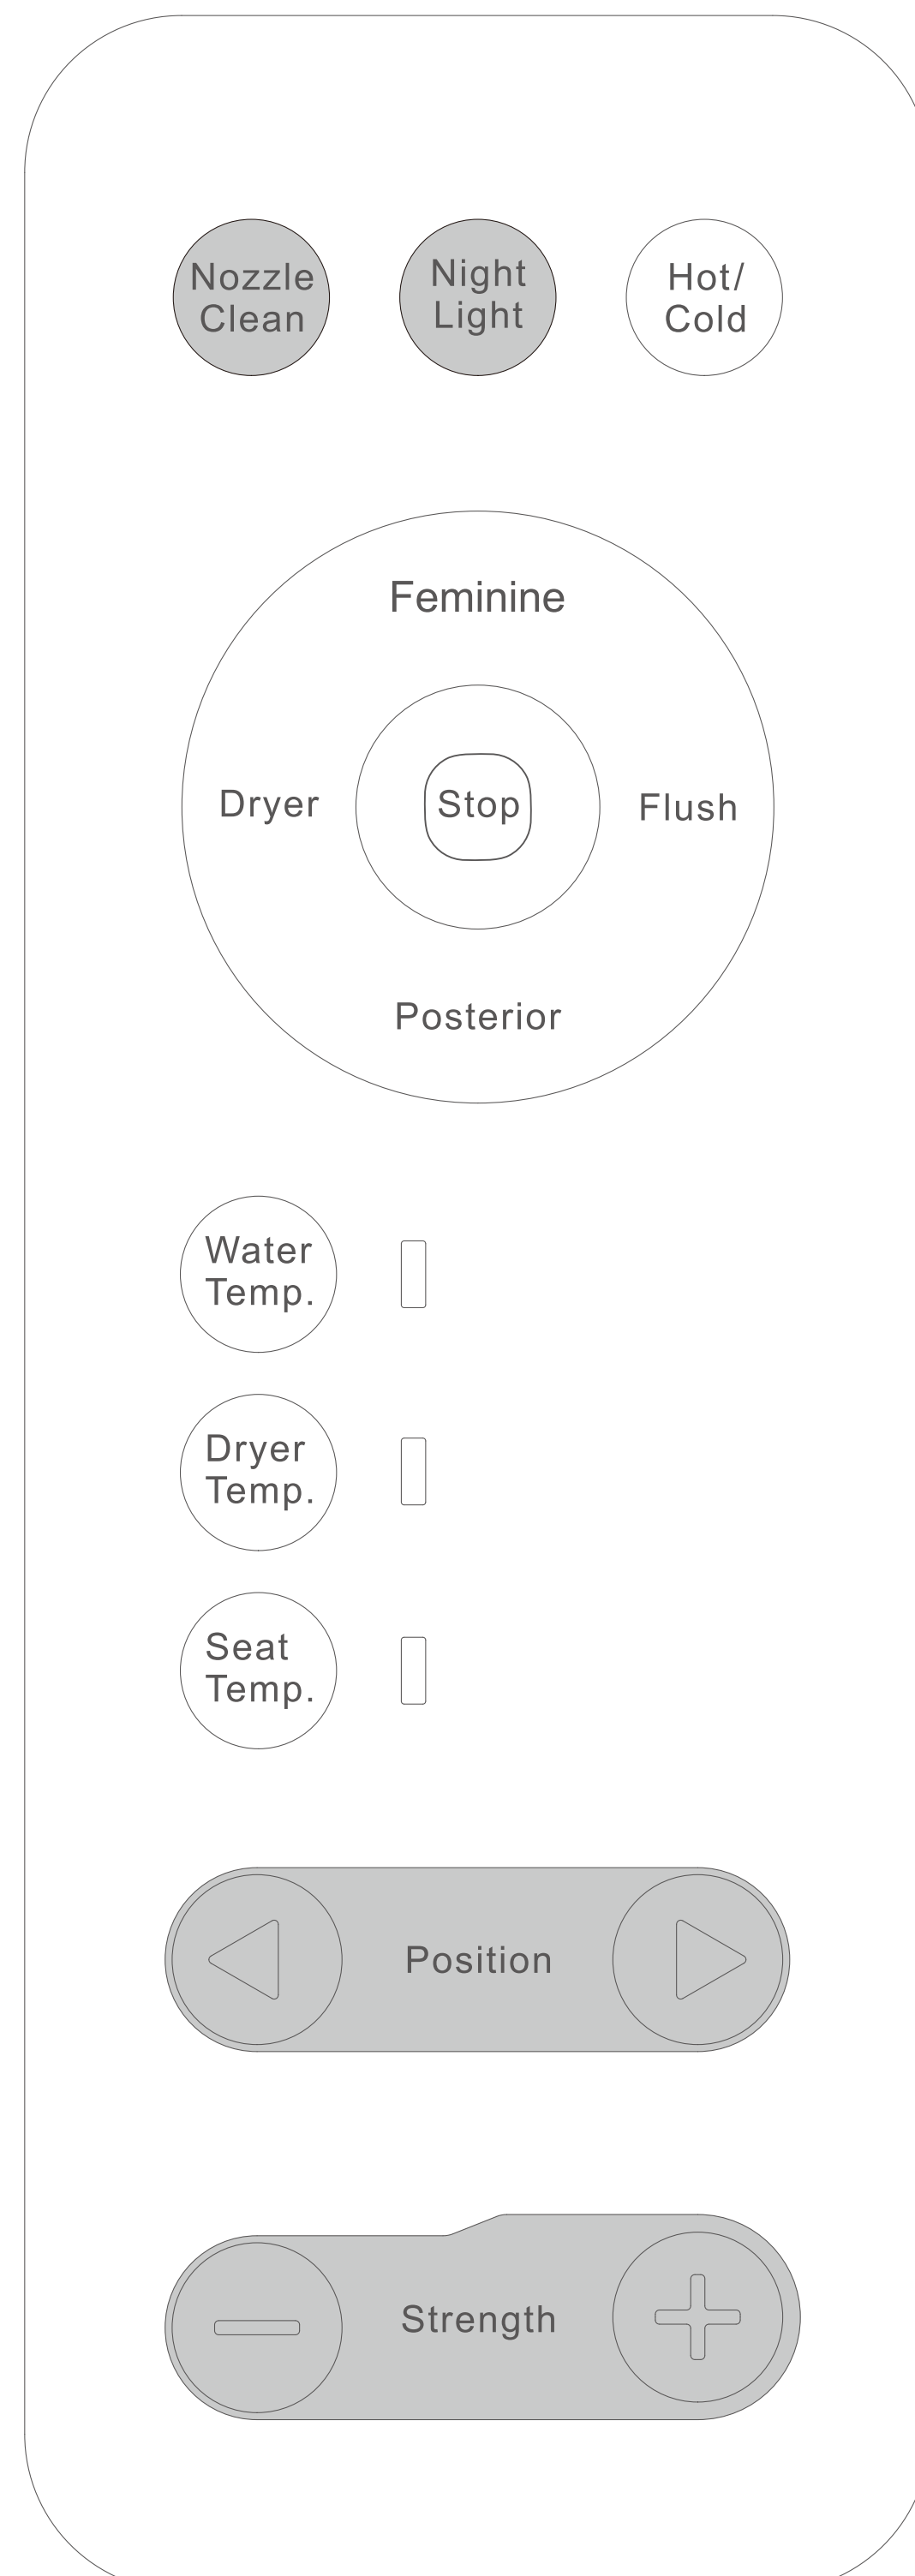 Nozzle
Clean
Night
Light
Hot/
Cold
Feminine
Dryer
Stop
Flush
Posterior
Water
Temp.
Dryer
Temp.
Seat
Temp.
Position
Strength